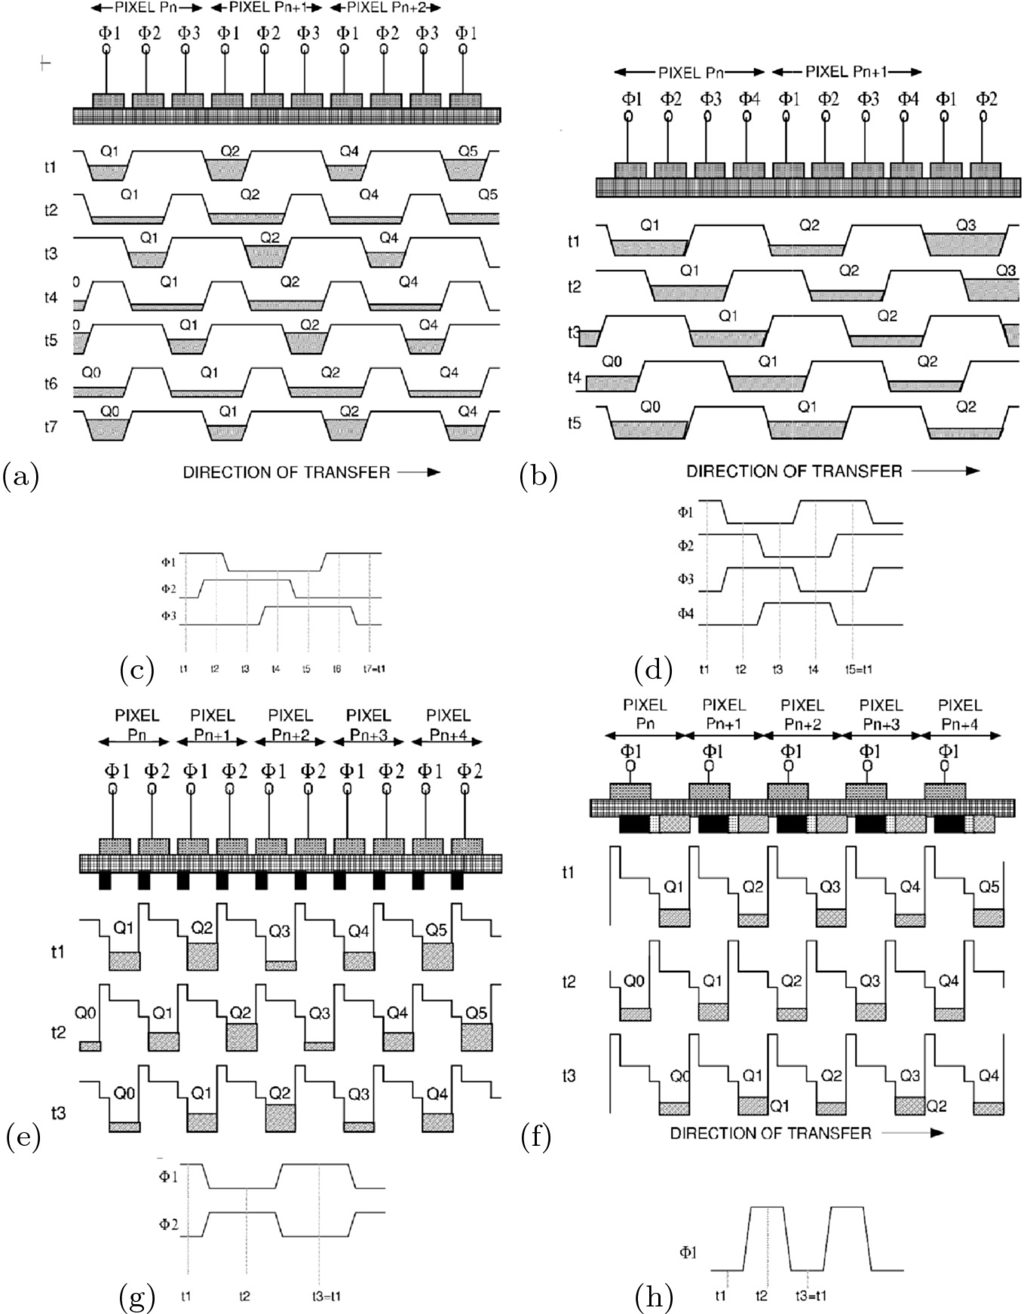 PIXEL Pn PIXEL Pn+1 PIXEL Pn+2
Φ1 Φ2 Φ3 Φ1 Φ2 Φ3 Φ1 Φ2 Φ3 Φ1
t1 Q1 Q2 Q4 Q5
t2 Q1 Q2 Q4 Q5
t3 Q1 Q2 Q4
t4 0 Q1 Q2 Q4
t5 0 Q1 Q2 Q4
t6 Q0 Q1 Q2 Q4
t7 Q0 Q1 Q2 Q4
(a) DIRECTION OF TRANSFER
PIXEL Pn PIXEL Pn+1
Φ1 Φ2 Φ3 Φ4 Φ1 Φ2 Φ3 Φ4 Φ1 Φ2
t1 Q1 Q2 Q3
t2 Q1 Q2 Q3
t3 Q1 Q2
t4 Q0 Q1 Q2
t5 Q0 Q1 Q2
(b) DIRECTION OF TRANSFER
Φ1
Φ2
Φ3
t1 t2 t3 t4 t5 t6 t7=t1
(c)
Φ1
Φ2
Φ3
Φ4
t1 t2 t3 t4 t5=t1
(d)
PIXEL PIXEL PIXEL PIXEL PIXEL
Pn Pn+1 Pn+2 Pn+3 Pn+4
Φ1 Φ2 Φ1 Φ2 Φ1 Φ2 Φ1 Φ2 Φ1 Φ2
t1 Q1 Q2 Q3 Q4 Q5
t2 Q0 Q1 Q2 Q3 Q4 Q5
t3 Q0 Q1 Q2 Q3 Q4
(e)
PIXEL PIXEL PIXEL PIXEL PIXEL
Pn Pn+1 Pn+2 Pn+3 Pn+4
Φ1 Φ1 Φ1 Φ1 Φ1
t1 Q1 Q2 Q3 Q4 Q5
t2 Q0 Q1 Q2 Q3 Q4
t3 Q0 Q1 Q2 Q3 Q4
Q1 Q2
(f) DIRECTION OF TRANSFER
Φ1
Φ2
t1 t2 t3=t1
(g)
Φ1
t1 t2 t3=t1
(h)